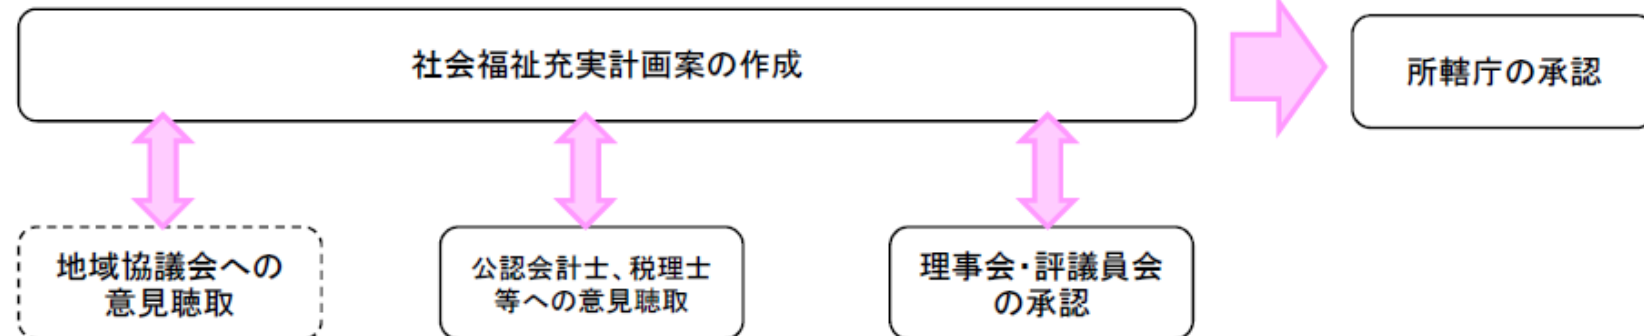 社会福祉充実計画案の作成
所轄庁の承認
地域協議会への
意見聴取
公認会計士、税理士
等への意見聴取
理事会・評議員会
の承認